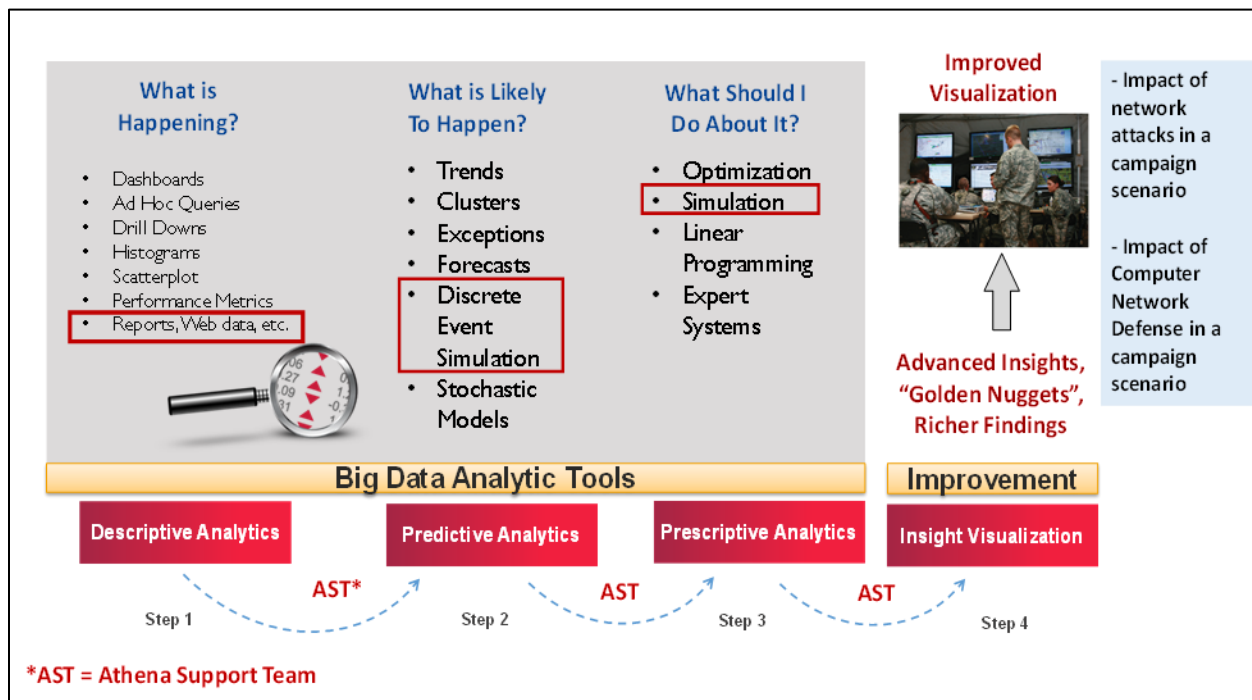 What is
Happening?
• Dashboards
• Ad Hoc Queries
• Drill Downs
• Histograms
• Scatterplot
• Performance Metrics
• Reports, Web data, etc.
What is Likely
To Happen?
• Trends
• Clusters
• Exceptions
• Forecasts
• Discrete
Event
Simulation
• Stochastic
Models
What Should I
Do About It?
• Optimization
• Simulation
• Linear
Programming
• Expert
Systems
Improved
Visualization
Advanced Insights,
“Golden Nuggets”,
Richer Findings
- Impact of
network
attacks in a
campaign
scenario
- Impact of
Computer
Network
Defense in a
campaign
scenario
Big Data Analytic Tools
Improvement
Descriptive Analytics
Predictive Analytics
Prescriptive Analytics
Insight Visualization
AST*
AST
AST
Step 1
Step 2
Step 3
Step 4
*AST = Athena Support Team